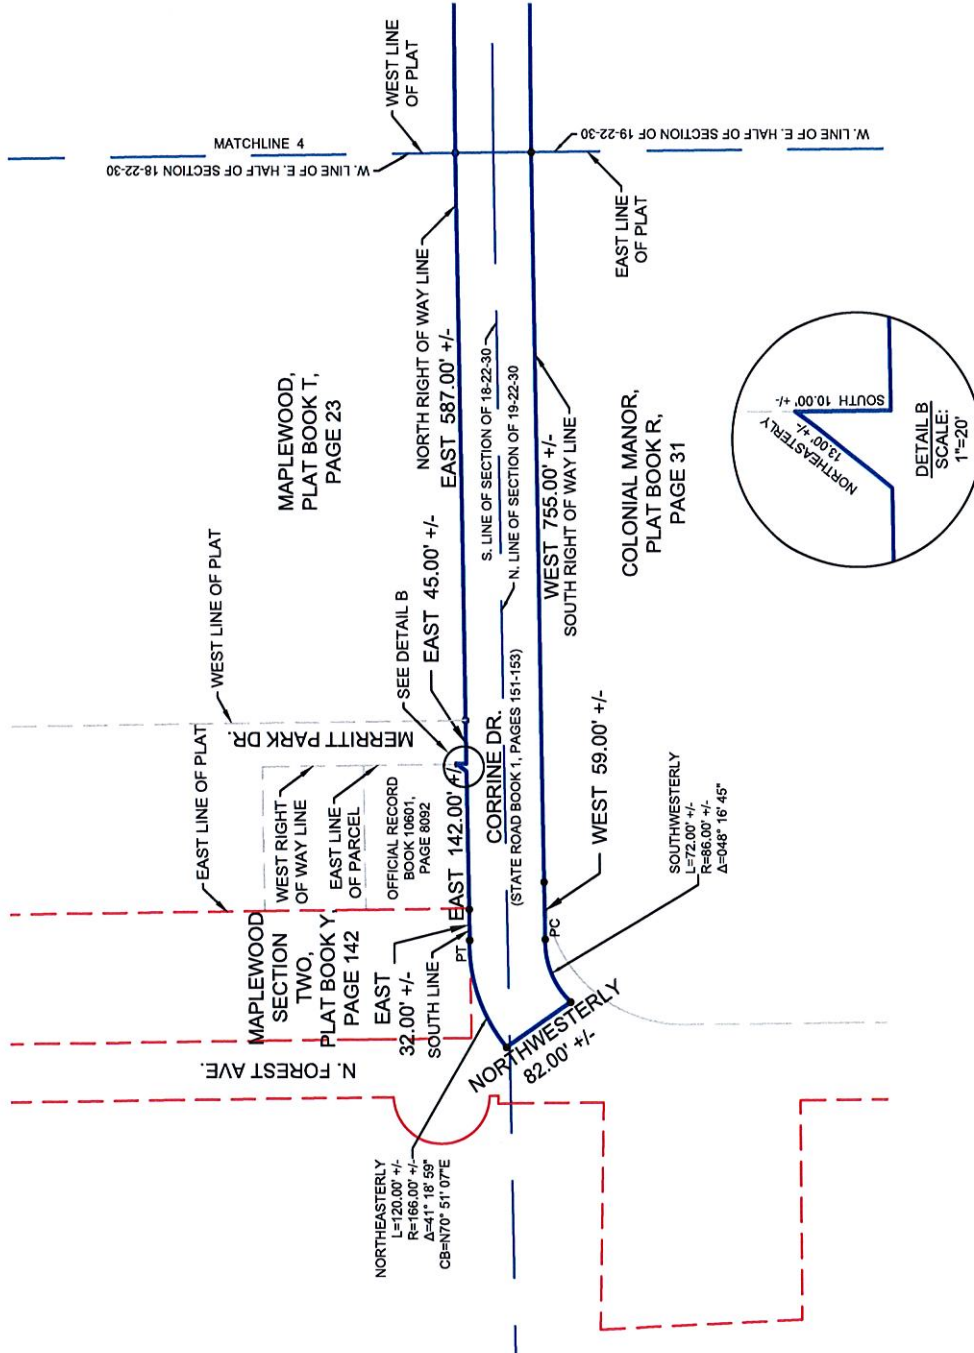 MATCHLINE 4
W. LINE OF E. HALF OF SECTION 18-22-30
WEST LINE
OF PLAT
W. LINE OF E. HALF OF SECTION OF 19-22-30
EAST LINE
OF PLAT
MAPLEWOOD,
PLAT BOOK T,
PAGE 23
NORTH RIGHT OF WAY LINE
EAST 587.00' +/-
S. LINE OF SECTION OF 18-22-30
N. LINE OF SECTION OF 19-22-30
WEST 755.00' +/-
SOUTH RIGHT OF WAY LINE
COLONIAL MANOR,
PLAT BOOK R,
PAGE 31
NORTHEASTERLY
13.00' +/-
SOUTH 10.00' +/-
DETAIL B
SCALE:
1"=20'
WEST LINE OF PLAT
MERRITT PARK DR.
SEE DETAIL B
EAST 45.00' +/-
EAST LINE OF PLAT
WEST RIGHT
OF WAY LINE
EAST LINE
OF PARCEL
OFFICIAL RECORD
BOOK 10601,
PAGE 8092
EAST 142.00' +/-
CORRINE DR.
(STATE ROAD BOOK 1, PAGES 151-153)
WEST 59.00' +/-
MAPLEWOOD
SECTION
TWO,
PLAT BOOK Y
PAGE 142
EAST
32.00' +/-
SOUTH LINE
PT
PC
SOUTHWESTERLY
L=72.00' +/-
R=86.00' +/-
Δ=048° 16' 45"
N. FOREST AVE.
NORTHWESTERLY
82.00' +/-
NORTHEASTERLY
L=120.00' +/-
R=166.00' +/-
Δ=41° 18' 59"
CB=N70° 51' 07"E